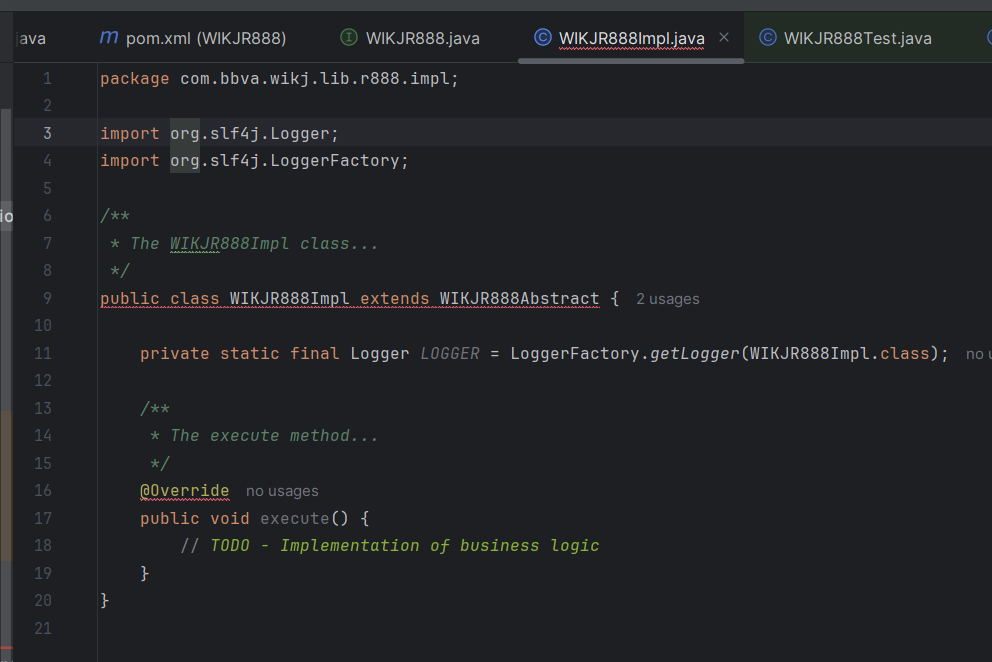 java
m pom.xml (WIKJR888)
I WIKJR888.java
C WIKJR888Impl.java ×
C WIKJR888Test.java
1 package com.bbva.wikj.lib.r888.impl;
2
3 import org.slf4j.Logger;
4 import org.slf4j.LoggerFactory;
5
io
6 /**
7 * The WIKJR888Impl class...
8 */
9 public class WIKJR888Impl extends WIKJR888Abstract { 2 usages
10
11 private static final Logger LOGGER = LoggerFactory.getLogger(WIKJR888Impl.class); no
12
13 /**
14 * The execute method...
15 */
16 @Override no usages
17 public void execute() {
18 // TODO - Implementation of business logic
19 }
20 }
21